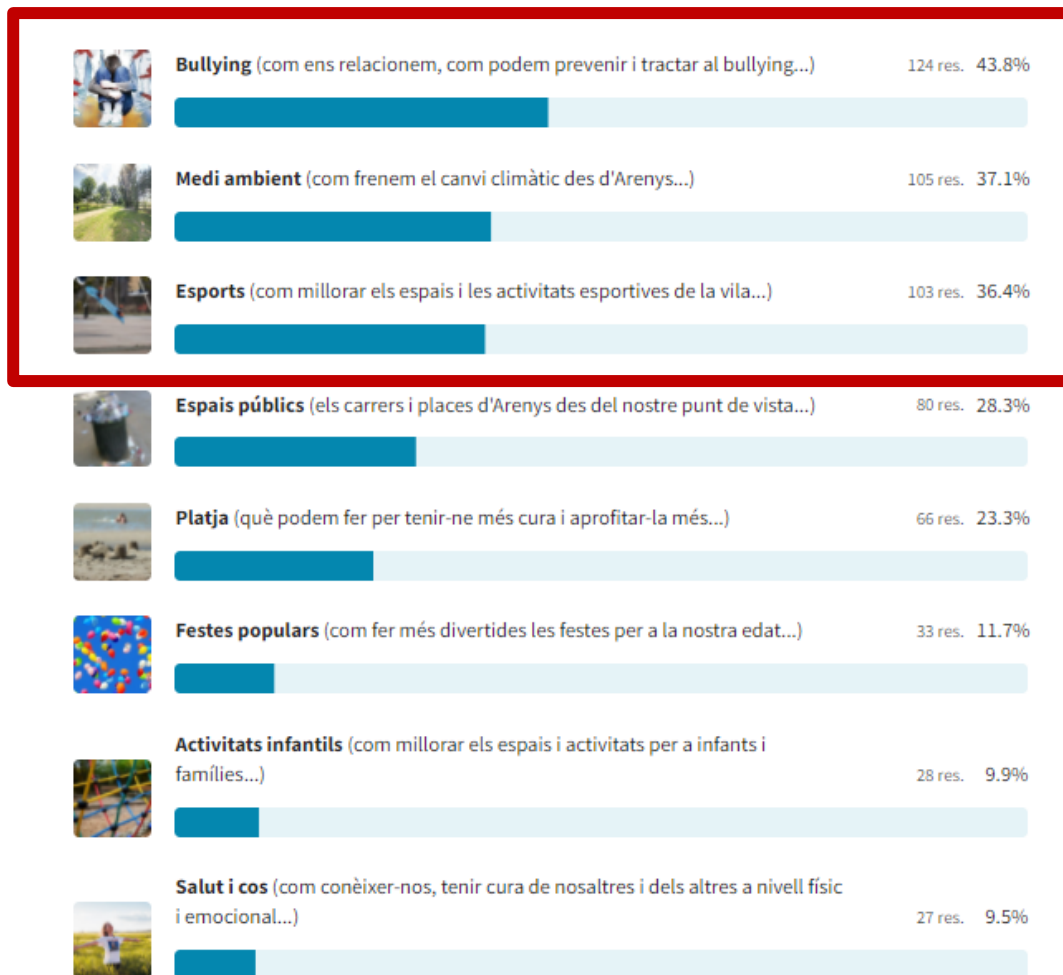 Bullying (com ens relacionem, com podem prevenir i tractar al bullying...) 124 res. 43.8%
Medi ambient (com frenem el canvi climàtic des d'Arenys...) 105 res. 37.1%
Esports (com millorar els espais i les activitats esportives de la vila...) 103 res. 36.4%
Espais públics (els carrers i places d'Arenys des del nostre punt de vista...) 80 res. 28.3%
Platja (què podem fer per tenir-ne més cura i aprofitar-la més...) 66 res. 23.3%
Festes populars (com fer més divertides les festes per a la nostra edat...) 33 res. 11.7%
Activitats infantils (com millorar els espais i activitats per a infants i
famílies...) 28 res. 9.9%
Salut i cos (com conèixer-nos, tenir cura de nosaltres i dels altres a nivell físic
i emocional...) 27 res. 9.5%